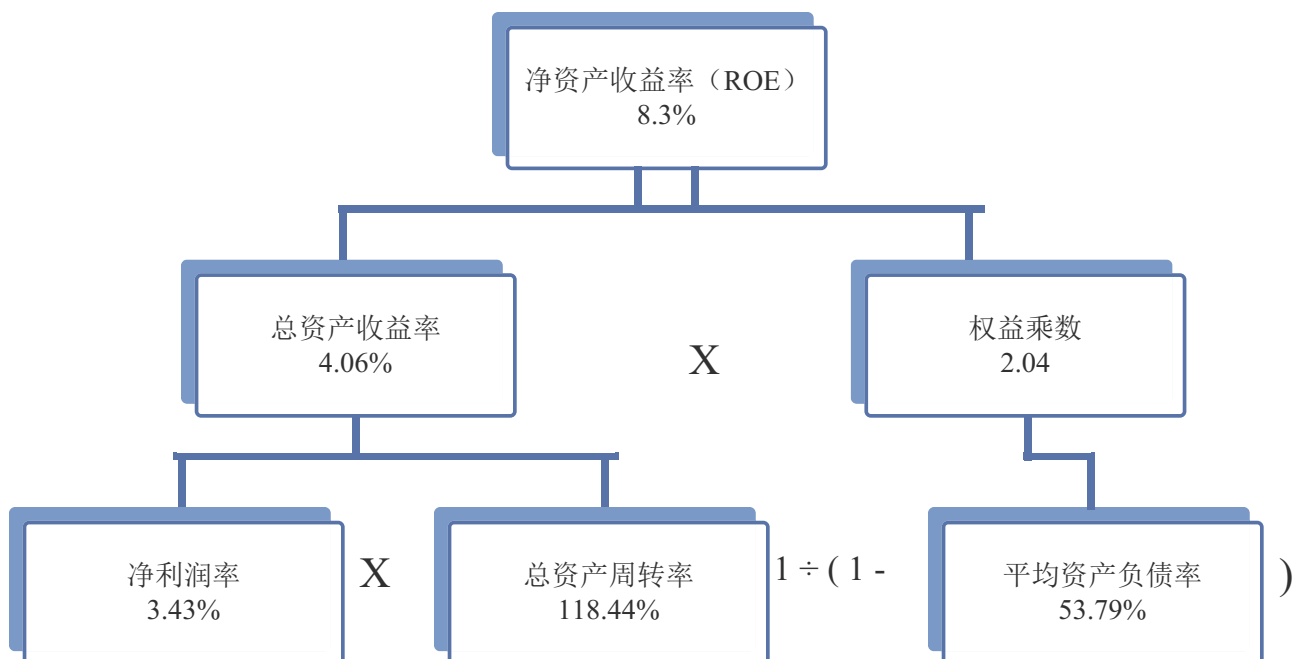 净资产收益率（ROE）
8.3%
总资产收益率
4.06%
X
权益乘数
2.04
净利润率
3.43%
X
总资产周转率
118.44%
1 ÷ ( 1 -
平均资产负债率
53.79%
)